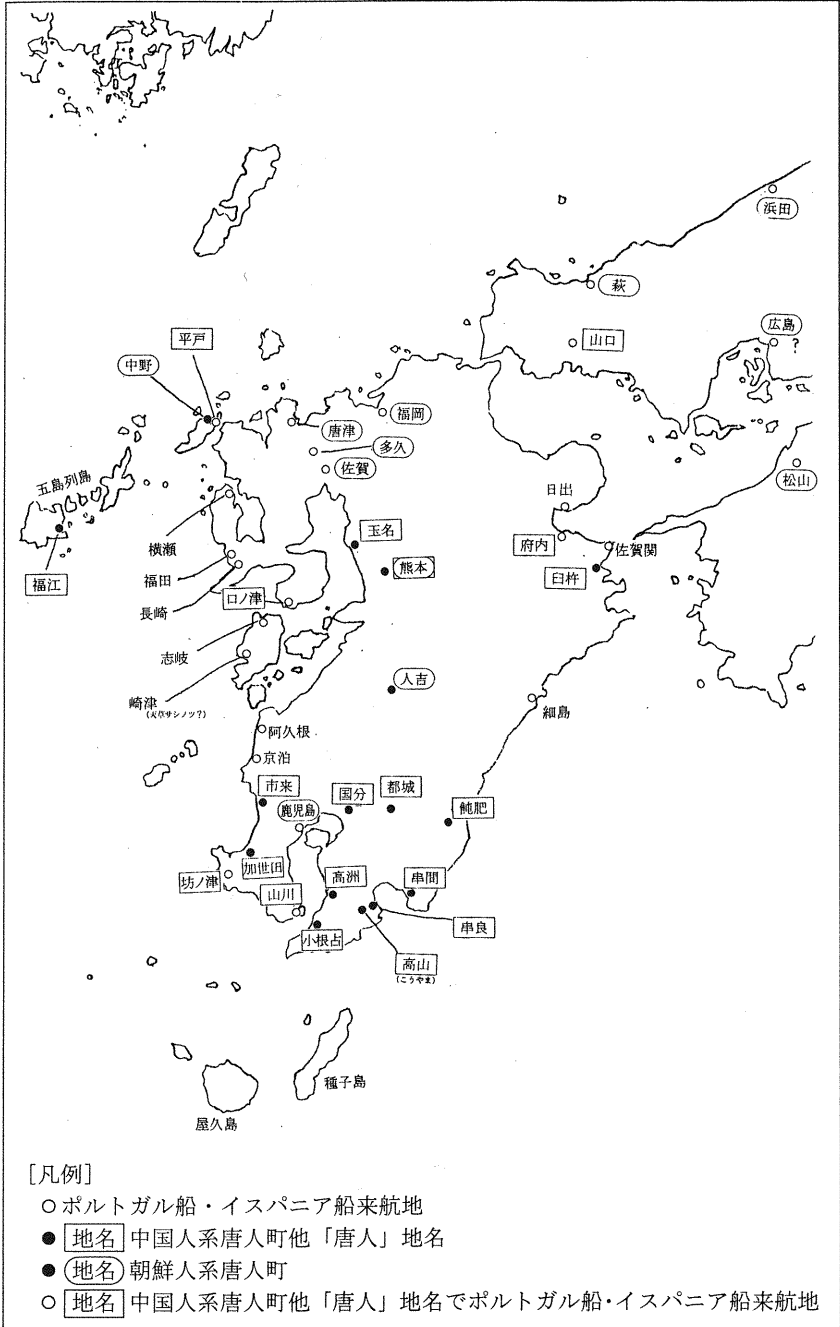 浜田
萩
平戸
山口
広島
?
中野
福岡
唐津
多久
松山
佐賀
五島列島
日出
横瀬
玉名
府内
佐賀関
福江
福田
熊本
臼杵
長崎
口ノ津
志岐
人吉
崎津
(天草サシノツ?)
細島
阿久根
京泊
市来
国分
都城
鹿児島
飩肥
加世田
坊ノ津
高洲
串間
山川
串良
小根占
高山
(こうやま)
種子島
屋久島
[凡例]
○ポルトガル船・イスパニア船来航地
● 地名 中国人系唐人町他「唐人」地名
● 地名 朝鮮人系唐人町
○ 地名 中国人系唐人町他「唐人」地名でポルトガル船・イスパニア船来航地